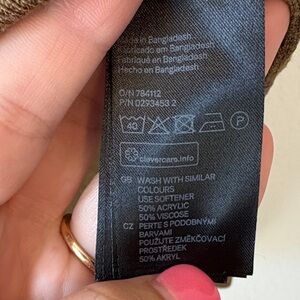 Made in Bangladesh
Fabricado em Bangladesh
Fabriqué en Bangladesh
Hecho en Bangladesh
O/N 784112
P/N 0293453 2
40
P
clevercare.info
GB WASH WITH SIMILAR
COLOURS
USE SOFTENER
50% ACRYLIC
50% VISCOSE
CZ PERTE S PODOBNÝMI
BARVAMI
POUŽIJTE ZMĚKČOVACÍ
PROSTŘEDEK
50% AKRYL